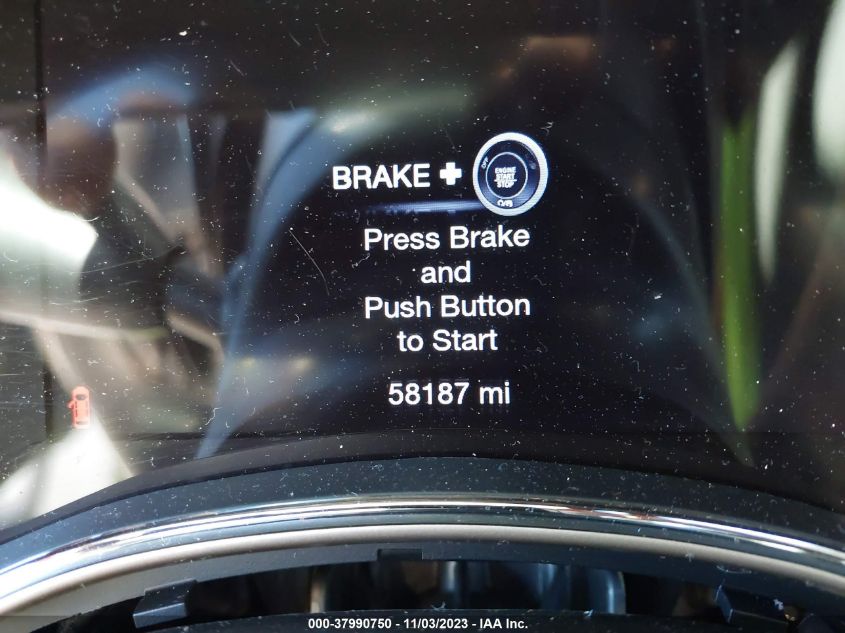 BRAKE +
OFF
ENGINE
START
STOP
Press Brake
and
Push Button
to Start
58187 mi
000-37990750 - 11/03/2023 - IAA Inc.